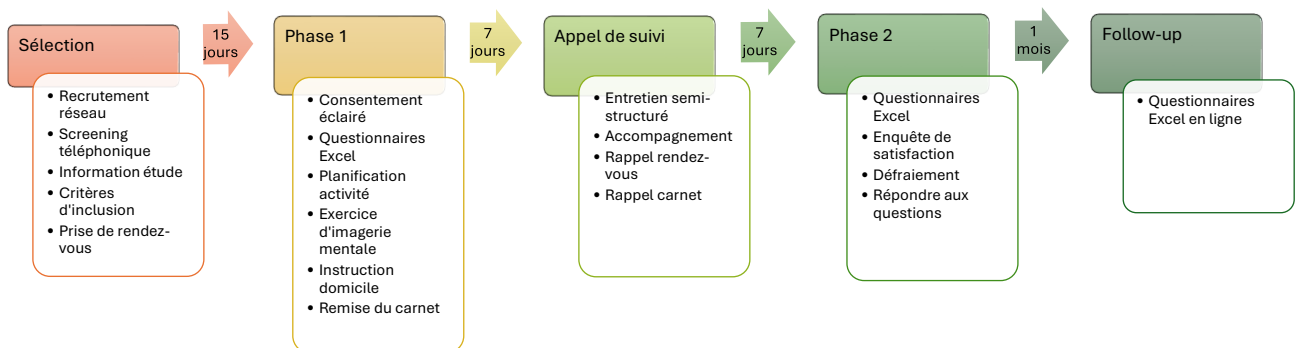 Sélection
• Recrutement
réseau
• Screening
téléphonique
• Information étude
• Critères
d'inclusion
• Prise de rendez-
vous
15
jours
Phase 1
• Consentement
éclairé
• Questionnaires
Excel
• Planification
activité
• Exercice
d'imagerie
mentale
• Instruction
domicile
• Remise du carnet
7
jours
Appel de suivi
• Entretien semi-
structuré
• Accompagnement
• Rappel rendez-
vous
• Rappel carnet
7
jours
Phase 2
• Questionnaires
Excel
• Enquête de
satisfaction
• Défraiement
• Répondre aux
questions
1
mois
Follow-up
• Questionnaires
Excel en ligne